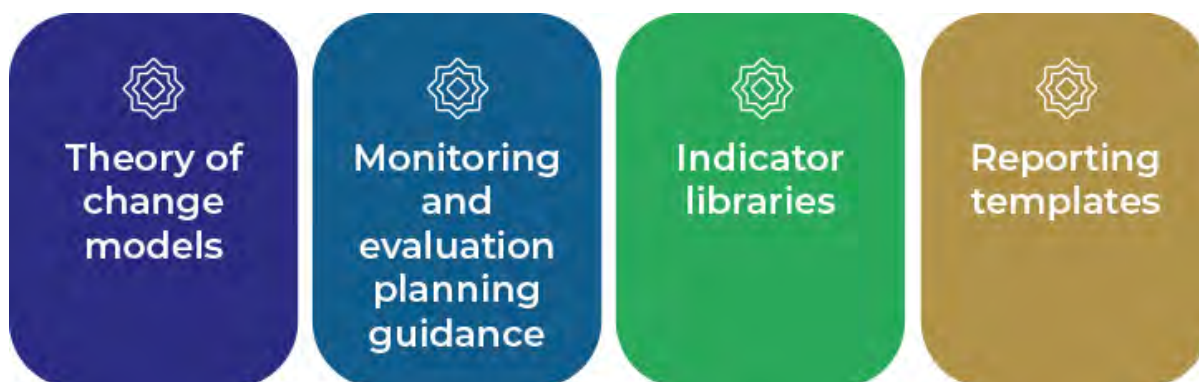 Theory of
change
models
Monitoring
and
evaluation
planning
guidance
Indicator
libraries
Reporting
templates